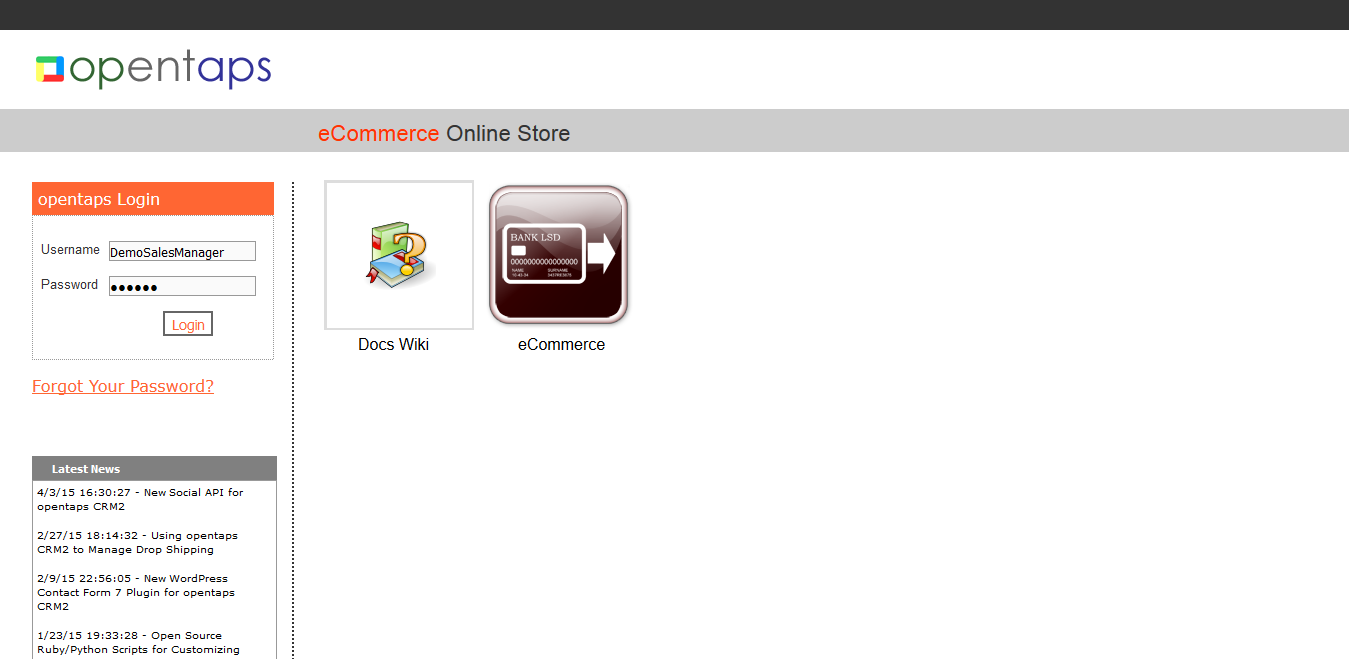 opentaps
eCommerce Online Store
opentaps Login
Username DemoSalesManager
Password ••••••
Login
Forgot Your Password?
Latest News
4/3/15 16:30:27 - New Social API for
opentaps CRM2
2/27/15 18:14:32 - Using opentaps
CRM2 to Manage Drop Shipping
2/9/15 22:56:05 - New WordPress
Contact Form 7 Plugin for opentaps
CRM2
1/23/15 19:33:28 - Open Source
Ruby/Python Scripts for Customizing
BANK LSD
NAME SURNAME
Docs Wiki
eCommerce